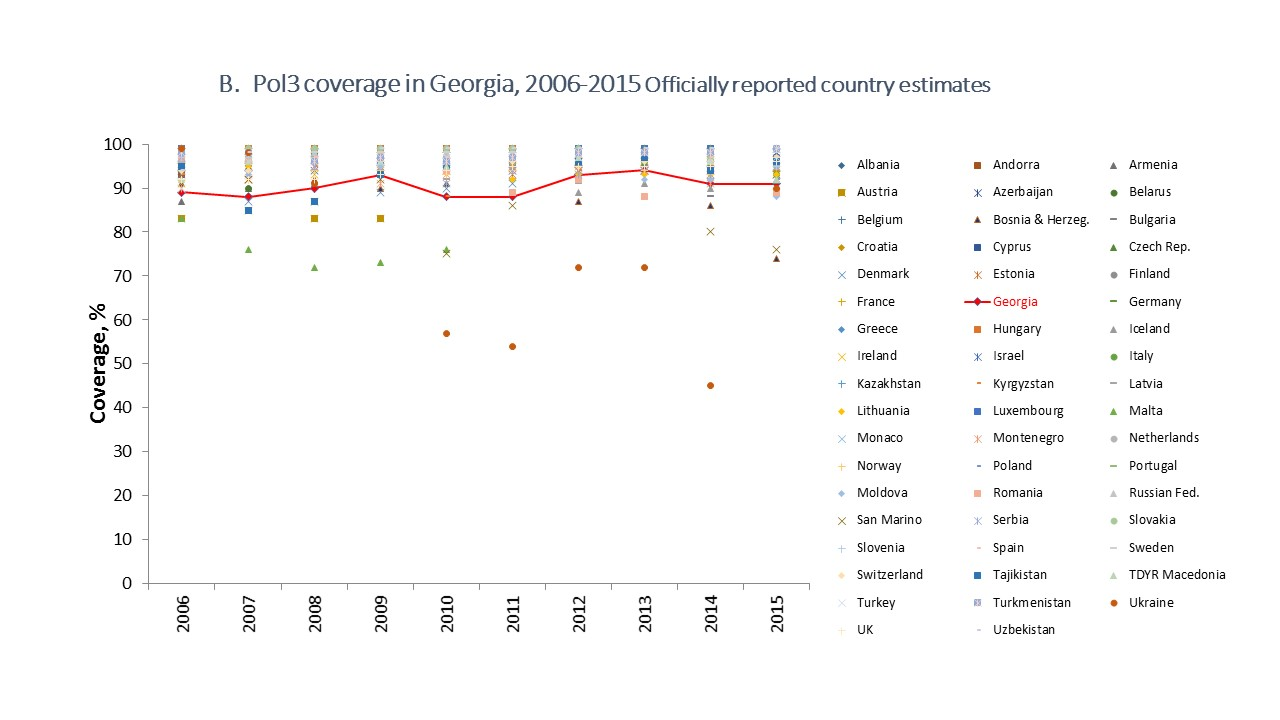 B. Pol3 coverage in Georgia, 2006-2015 Officially reported country estimates
Coverage, %
100
90
80
70
60
50
40
30
20
10
0
2006 2007 2008 2009 2010 2011 2012 2013 2014 2015
Albania Andorra Armenia
Austria Azerbaijan Belarus
Belgium Bosnia & Herzeg. Bulgaria
Croatia Cyprus Czech Rep.
Denmark Estonia Finland
France Georgia Germany
Greece Hungary Iceland
Ireland Israel Italy
Kazakhstan Kyrgyzstan Latvia
Lithuania Luxembourg Malta
Monaco Montenegro Netherlands
Norway Poland Portugal
Moldova Romania Russian Fed.
San Marino Serbia Slovakia
Slovenia Spain Sweden
Switzerland Tajikistan TDYR Macedonia
Turkey Turkmenistan Ukraine
UK Uzbekistan